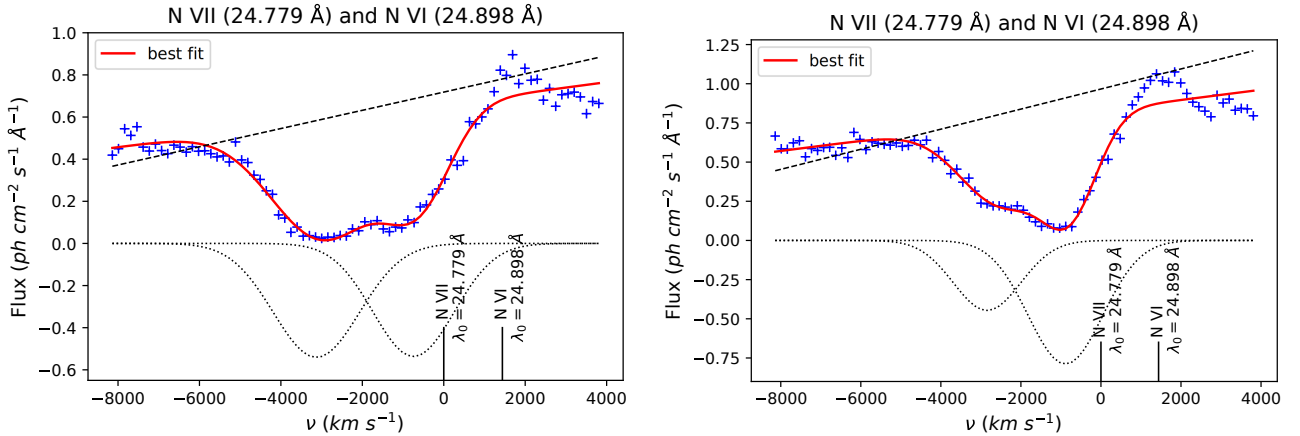 N VII (24.779 Å) and N VI (24.898 Å)
best fit
1.0
0.8
0.6
0.4
0.2
0.0
−0.2
−0.4
−0.6
Flux (ph cm⁻² s⁻¹ Å⁻¹)
N VII
λ₀ = 24.779 Å
N VI
λ₀ = 24.898 Å
−8000 −6000 −4000 −2000 0 2000 4000
ν (km s⁻¹)
N VII (24.779 Å) and N VI (24.898 Å)
best fit
1.25
1.00
0.75
0.50
0.25
0.00
−0.25
−0.50
−0.75
Flux (ph cm⁻² s⁻¹ Å⁻¹)
N VII
λ₀ = 24.779 Å
N VI
λ₀ = 24.898 Å
−8000 −6000 −4000 −2000 0 2000 4000
ν (km s⁻¹)